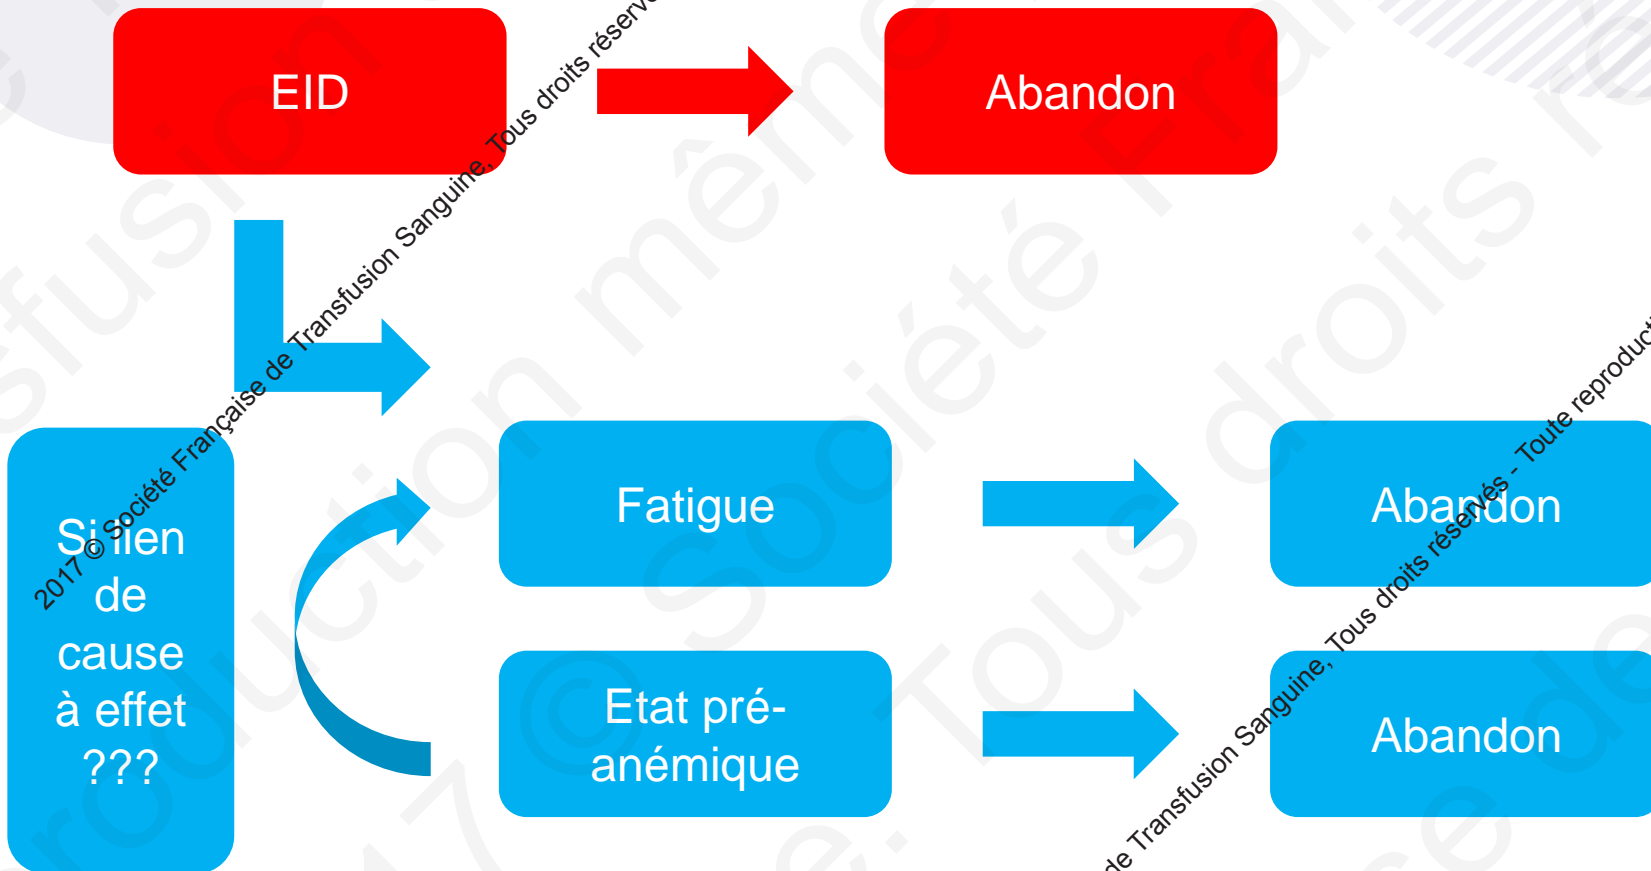 EID
Abandon
Si lien
de
cause
à effet
???
Fatigue
Abandon
Etat pré-
anémique
Abandon
2017 © Société Française de Transfusion Sanguine, Tous droits réservés
de Transfusion Sanguine, Tous droits réservés - Toute reproducti